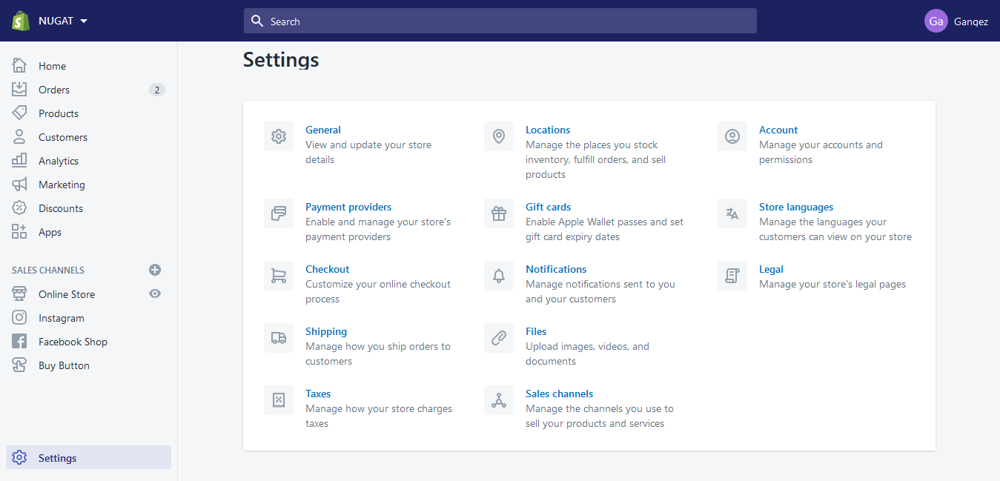 NUGAT
Search
Ga
Gangez
Home
Orders
2
Products
Customers
Analytics
Marketing
Discounts
Apps
SALES CHANNELS
Online Store
Instagram
Facebook Shop
Buy Button
Settings
Settings
General
View and update your store
details
Locations
Manage the places you stock
inventory, fulfill orders, and sell
products
Account
Manage your accounts and
permissions
Payment providers
Enable and manage your store's
payment providers
Gift cards
Enable Apple Wallet passes and set
gift card expiry dates
Store languages
Manage the languages your
customers can view on your store
Checkout
Customize your online checkout
process
Notifications
Manage notifications sent to you
and your customers
Legal
Manage your store's legal pages
Shipping
Manage how you ship orders to
customers
Files
Upload images, videos, and
documents
Taxes
Manage how your store charges
taxes
Sales channels
Manage the channels you use to
sell your products and services